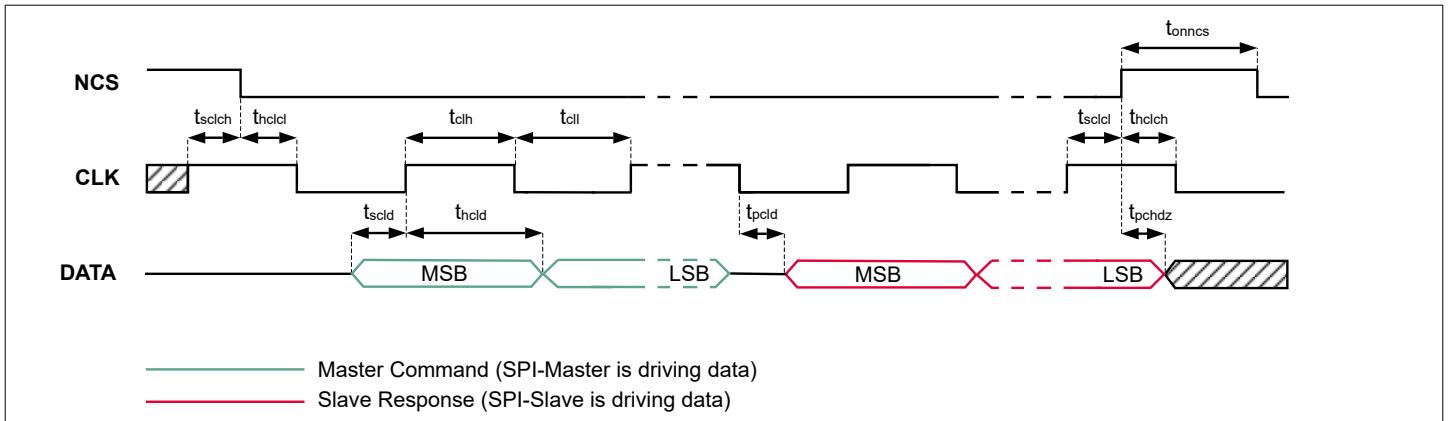 tonncs
NCS
tsclch thclcl tclh tcll tsclcl thclch
CLK
tscld thcld tpcld tpchdz
DATA MSB LSB MSB LSB
Master Command (SPI-Master is driving data)
Slave Response (SPI-Slave is driving data)